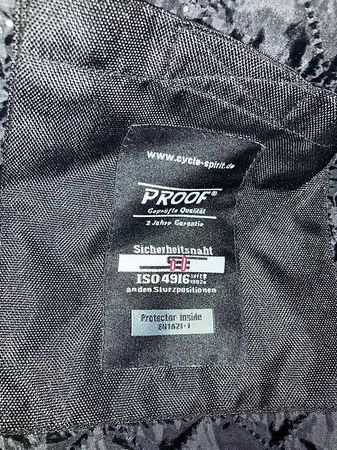 www.cycle-spirit.de
PROOF®
Geprüfte Qualität
2 Jahre Garantie
Sicherheitsnaht
ISO 4916 seit
an den Sturzpositionen
Protector inside
EN1621-1